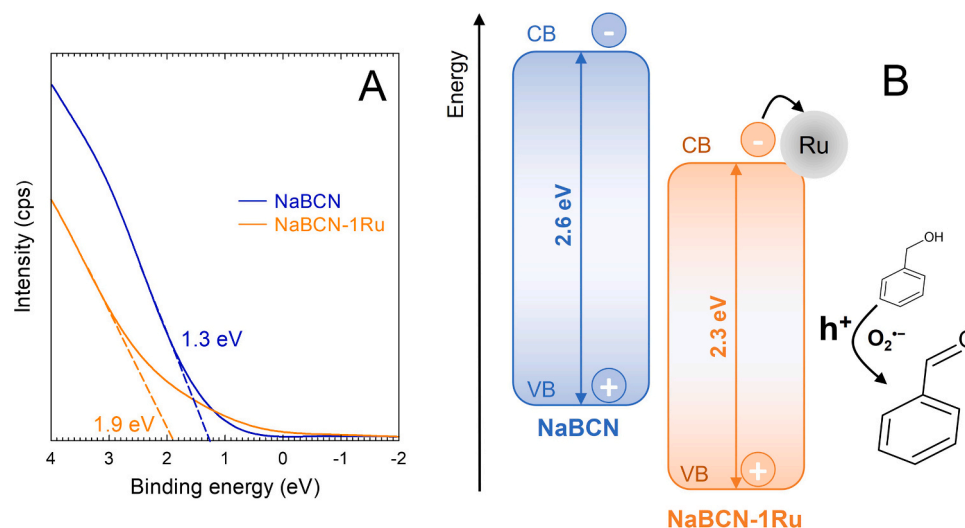 A
NaBCN
NaBCN-1Ru
1.3 eV
1.9 eV
Intensity (cps)
4 3 2 1 0 -1 -2
Binding energy (eV)
B
Energy
CB
-
2.6 eV
VB
+
NaBCN
CB
-
Ru
2.3 eV
VB
+
NaBCN-1Ru
OH
h⁺
O₂•−
O